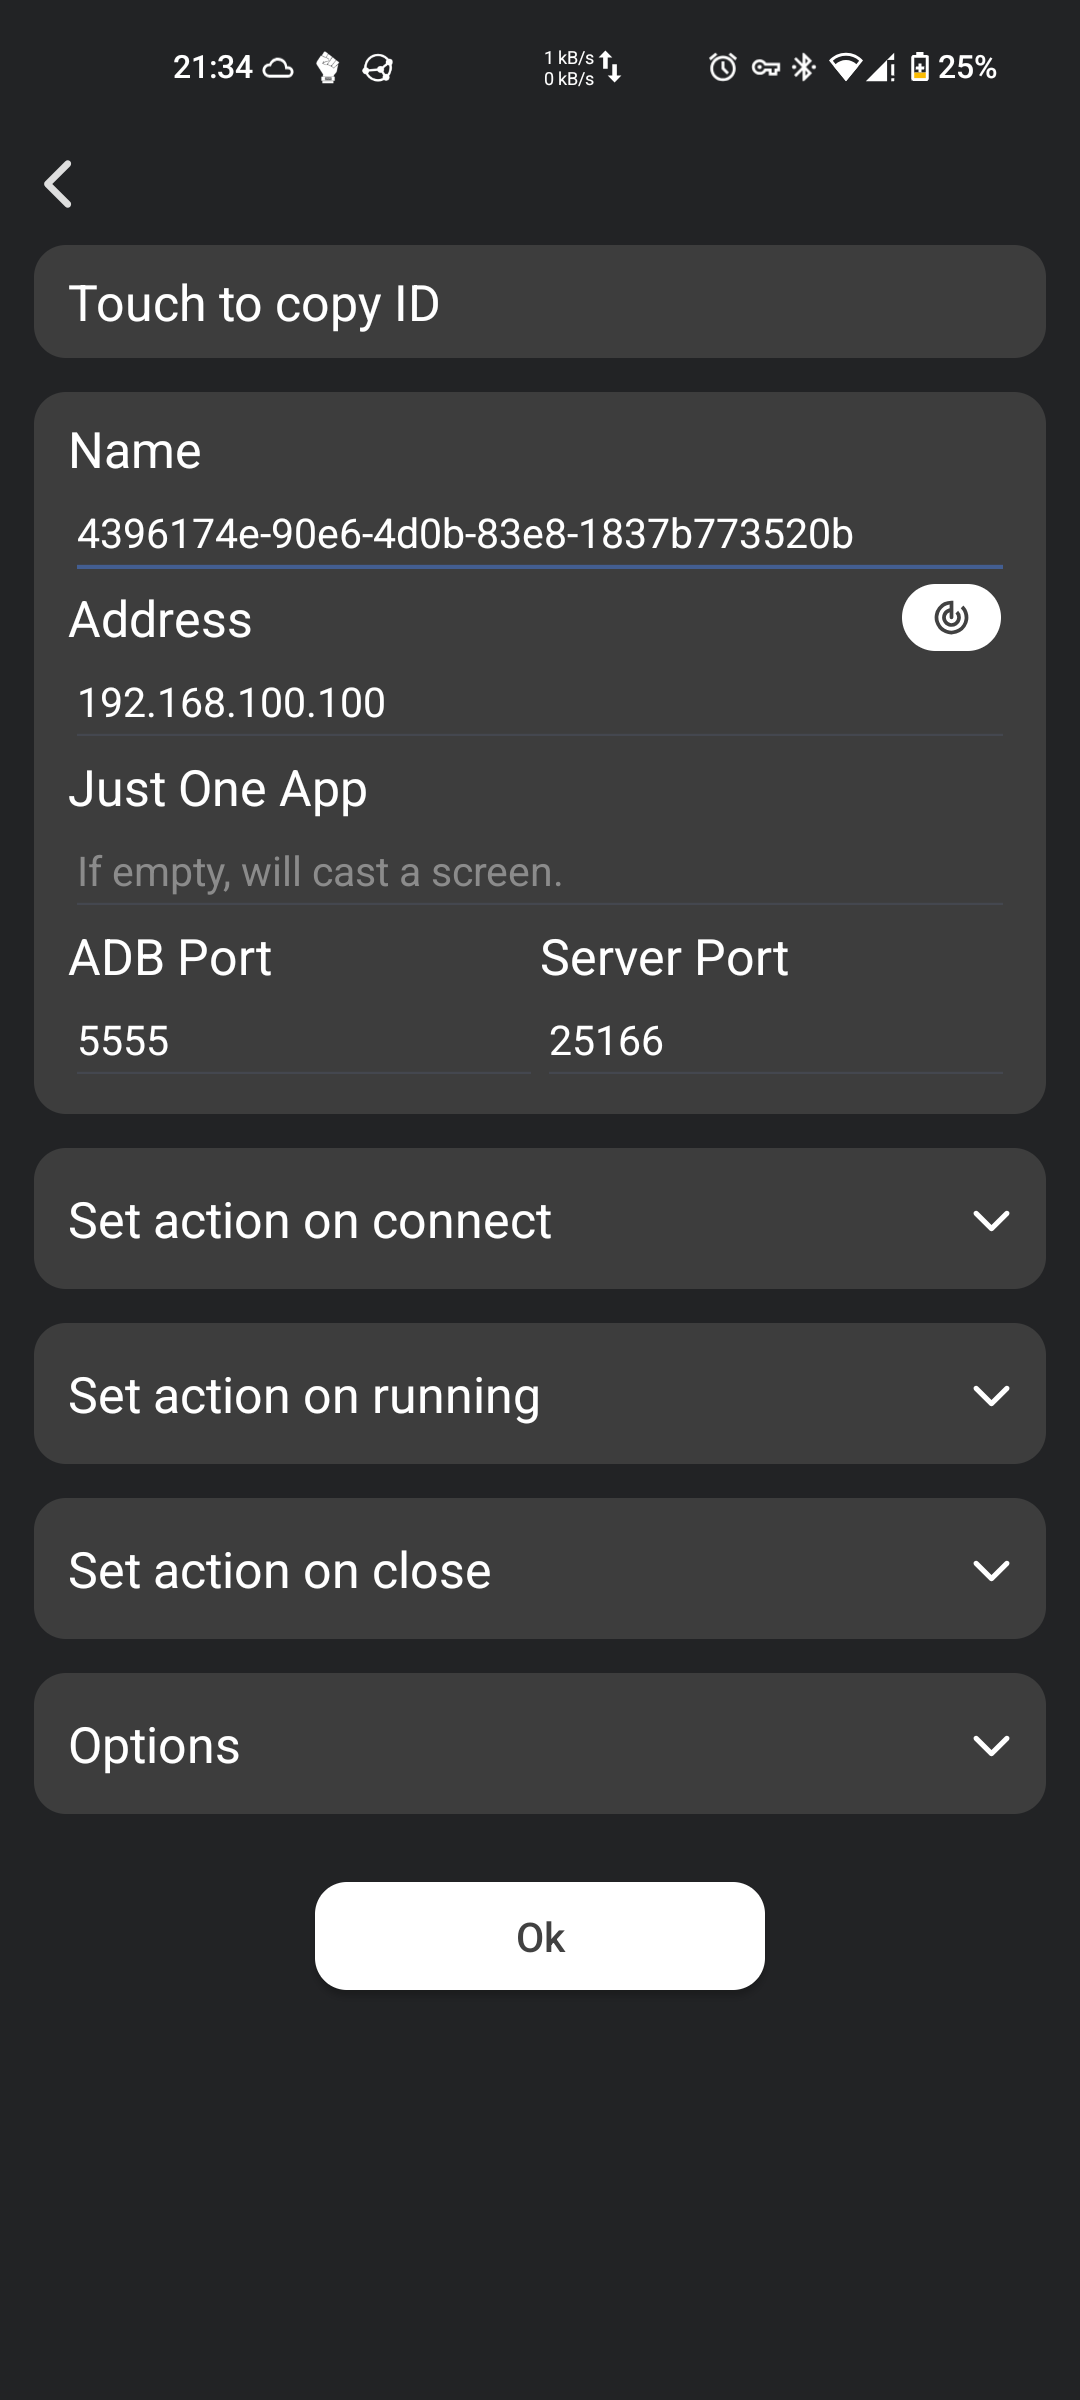 21:34
1 kB/s
0 kB/s
25%
Touch to copy ID
Name
4396174e-90e6-4d0b-83e8-1837b773520b
Address
192.168.100.100
Just One App
If empty, will cast a screen.
ADB Port Server Port
5555 25166
Set action on connect
Set action on running
Set action on close
Options
Ok